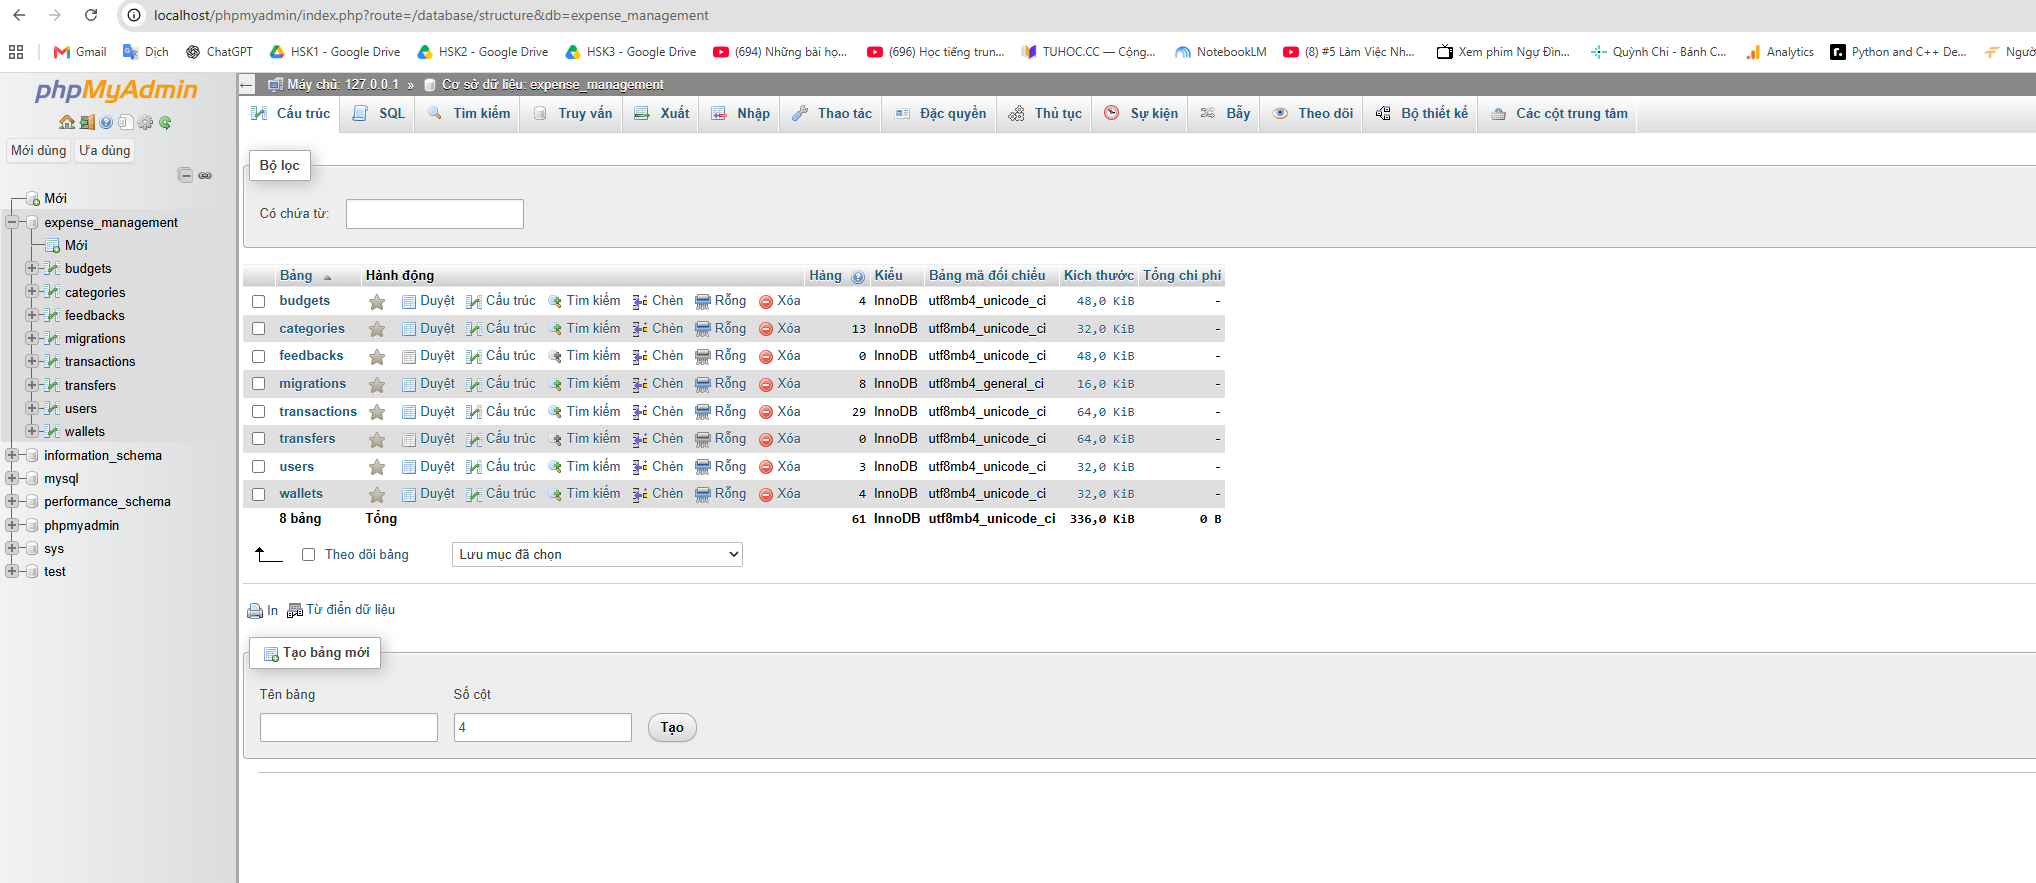 localhost/phpmyadmin/index.php?route=/database/structure&db=expense_management
Gmail Dịch ChatGPT HSK1 - Google Drive HSK2 - Google Drive HSK3 - Google Drive (694) Những bài họ... (696) Học tiếng trun... TUHOC.CC — Cộng... NotebookLM (8) #5 Làm Việc Nh... Xem phim Ngự Đìn... Quỳnh Chi - Bánh C... Analytics Python and C++ De... Ngườ
phpMyAdmin
Mới dùng Ưa dùng
Mới
expense_management
Mới
budgets
categories
feedbacks
migrations
transactions
transfers
users
wallets
information_schema
mysql
performance_schema
phpmyadmin
sys
test
Máy chủ: 127.0.0.1 » Cơ sở dữ liệu: expense_management
Cấu trúc SQL Tìm kiếm Truy vấn Xuất Nhập Thao tác Đặc quyền Thủ tục Sự kiện Bẫy Theo dõi Bộ thiết kế Các cột trung tâm
Bộ lọc
Có chứa từ:
Bảng Hành động Hàng Kiểu Bảng mã đối chiếu Kích thước Tổng chi phí
budgets Duyệt Cấu trúc Tìm kiếm Chèn Rỗng Xóa 4 InnoDB utf8mb4_unicode_ci 48,0 KiB -
categories Duyệt Cấu trúc Tìm kiếm Chèn Rỗng Xóa 13 InnoDB utf8mb4_unicode_ci 32,0 KiB -
feedbacks Duyệt Cấu trúc Tìm kiếm Chèn Rỗng Xóa 0 InnoDB utf8mb4_unicode_ci 48,0 KiB -
migrations Duyệt Cấu trúc Tìm kiếm Chèn Rỗng Xóa 8 InnoDB utf8mb4_general_ci 16,0 KiB -
transactions Duyệt Cấu trúc Tìm kiếm Chèn Rỗng Xóa 29 InnoDB utf8mb4_unicode_ci 64,0 KiB -
transfers Duyệt Cấu trúc Tìm kiếm Chèn Rỗng Xóa 0 InnoDB utf8mb4_unicode_ci 64,0 KiB -
users Duyệt Cấu trúc Tìm kiếm Chèn Rỗng Xóa 3 InnoDB utf8mb4_unicode_ci 32,0 KiB -
wallets Duyệt Cấu trúc Tìm kiếm Chèn Rỗng Xóa 4 InnoDB utf8mb4_unicode_ci 32,0 KiB -
8 bảng Tổng 61 InnoDB utf8mb4_unicode_ci 336,0 KiB 0 B
Theo dõi bảng Lưu mục đã chọn
In Từ điển dữ liệu
Tạo bảng mới
Tên bảng Số cột
4 Tạo